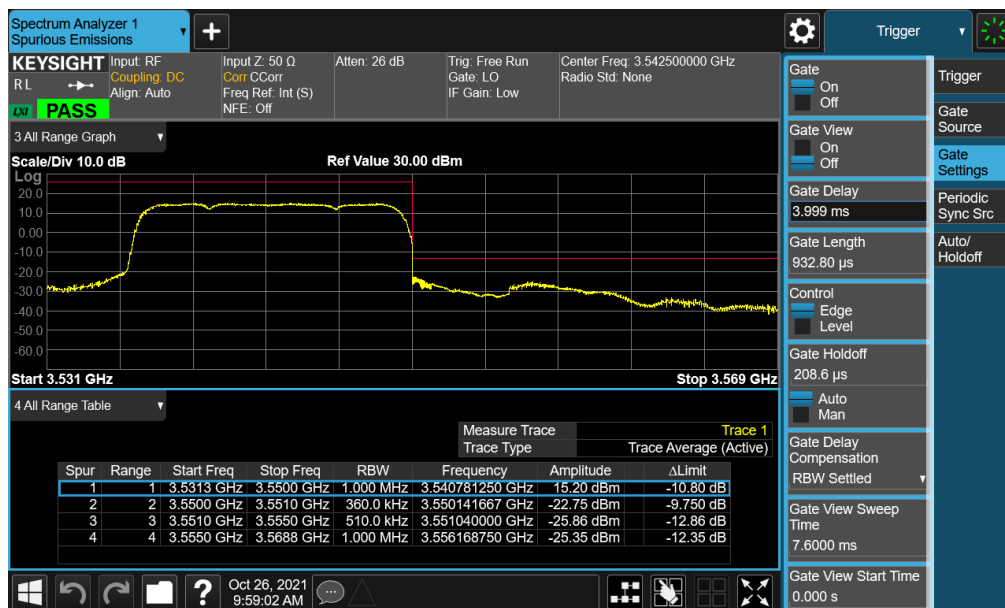 Spectrum Analyzer 1
Spurious Emissions
Trigger
KEYSIGHT
R L
LXI
PASS
Input: RF
Coupling: DC
Align: Auto
Input Z: 50 Ω
Corr CCorr
Freq Ref: Int (S)
NFE: Off
Atten: 26 dB
Trig: Free Run
Gate: LO
IF Gain: Low
Center Freq: 3.542500000 GHz
Radio Std: None
3 All Range Graph
Scale/Div 10.0 dB
Ref Value 30.00 dBm
Log
20.0
10.0
0.00
-10.0
-20.0
-30.0
-40.0
-50.0
-60.0
Start 3.531 GHz
Stop 3.569 GHz
4 All Range Table
Measure Trace Trace 1
Trace Type Trace Average (Active)
Spur Range Start Freq Stop Freq RBW Frequency Amplitude ΔLimit
1 1 3.5313 GHz 3.5500 GHz 1.000 MHz 3.540781250 GHz 15.20 dBm -10.80 dB
2 2 3.5500 GHz 3.5510 GHz 360.0 kHz 3.550141667 GHz -22.75 dBm -9.750 dB
3 3 3.5510 GHz 3.5550 GHz 510.0 kHz 3.551040000 GHz -25.86 dBm -12.86 dB
4 4 3.5550 GHz 3.5688 GHz 1.000 MHz 3.556168750 GHz -25.35 dBm -12.35 dB
Oct 26, 2021
9:59:02 AM
Gate
On
Off
Gate View
On
Off
Gate Delay
3.999 ms
Gate Length
932.80 µs
Control
Edge
Level
Gate Holdoff
208.6 µs
Auto
Man
Gate Delay
Compensation
RBW Settled
Gate View Sweep
Time
7.6000 ms
Gate View Start Time
0.000 s
Trigger
Gate
Source
Gate
Settings
Periodic
Sync Src
Auto/
Holdoff